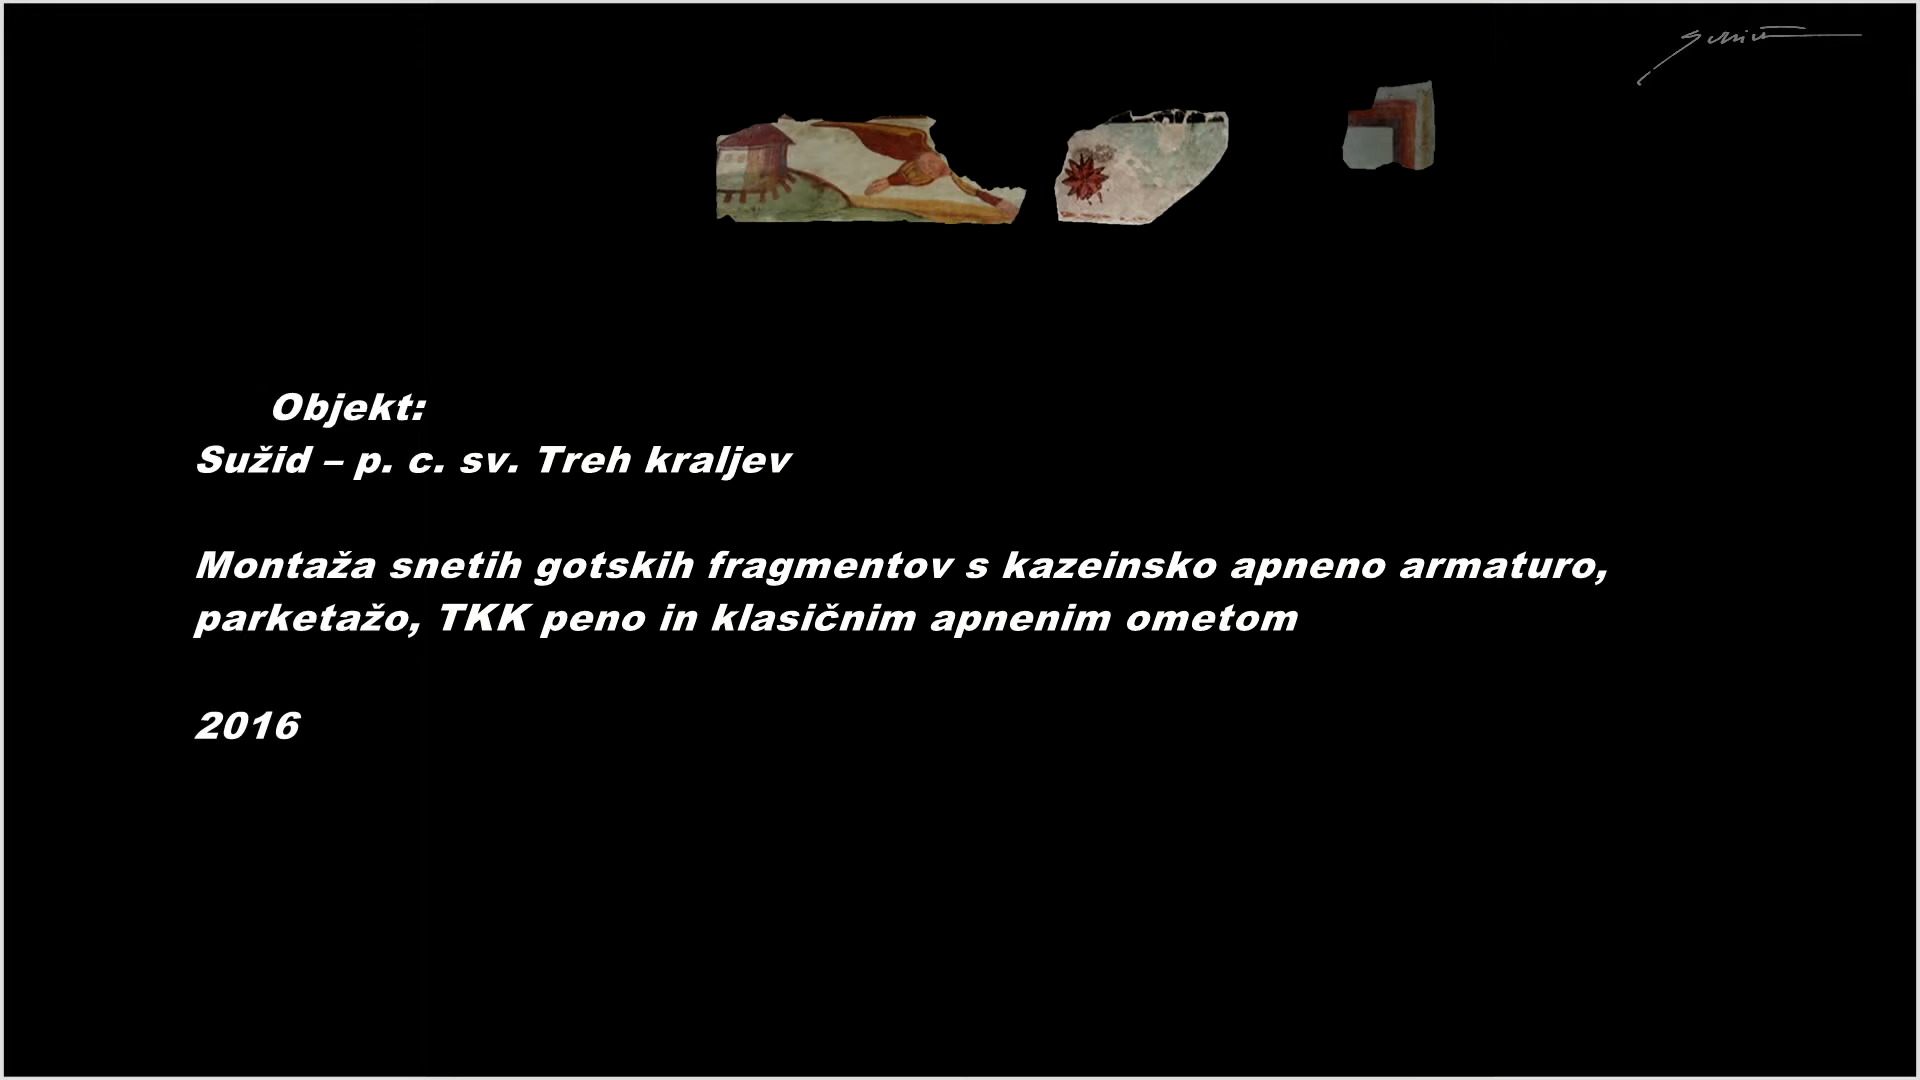 Objekt:
Sužid – p. c. sv. Treh kraljev
Montaža snetih gotskih fragmentov s kazeinsko apneno armaturo,
parketažo, TKK peno in klasičnim apnenim ometom
2016